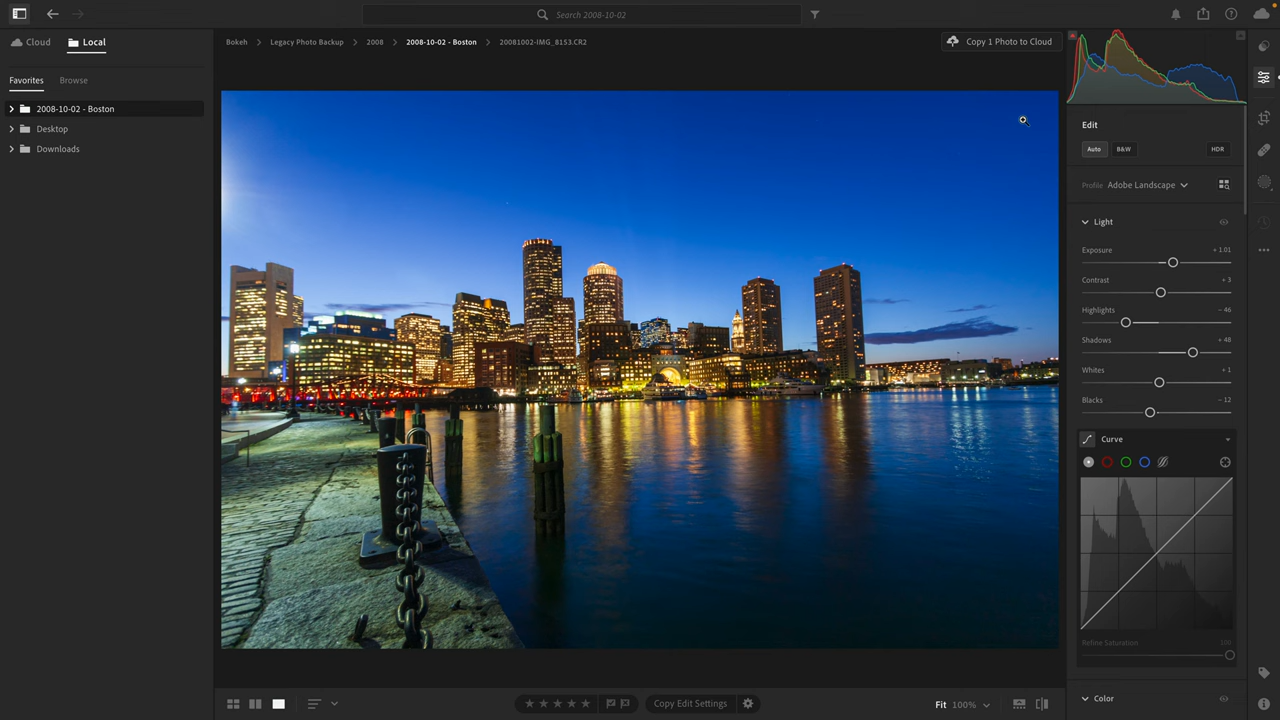 Search 2008-10-02
Cloud
Local
Bokeh
Legacy Photo Backup
2008
2008-10-02 - Boston
20081002-IMG_8153.CR2
Copy 1 Photo to Cloud
Favorites
Browse
2008-10-02 - Boston
Desktop
Downloads
Edit
Auto
B&W
HDR
Profile Adobe Landscape
Light
Exposure + 1.01
Contrast + 3
Highlights - 46
Shadows + 48
Whites + 1
Blacks - 12
Curve
Refine Saturation 100
Color
Copy Edit Settings
Fit 100%